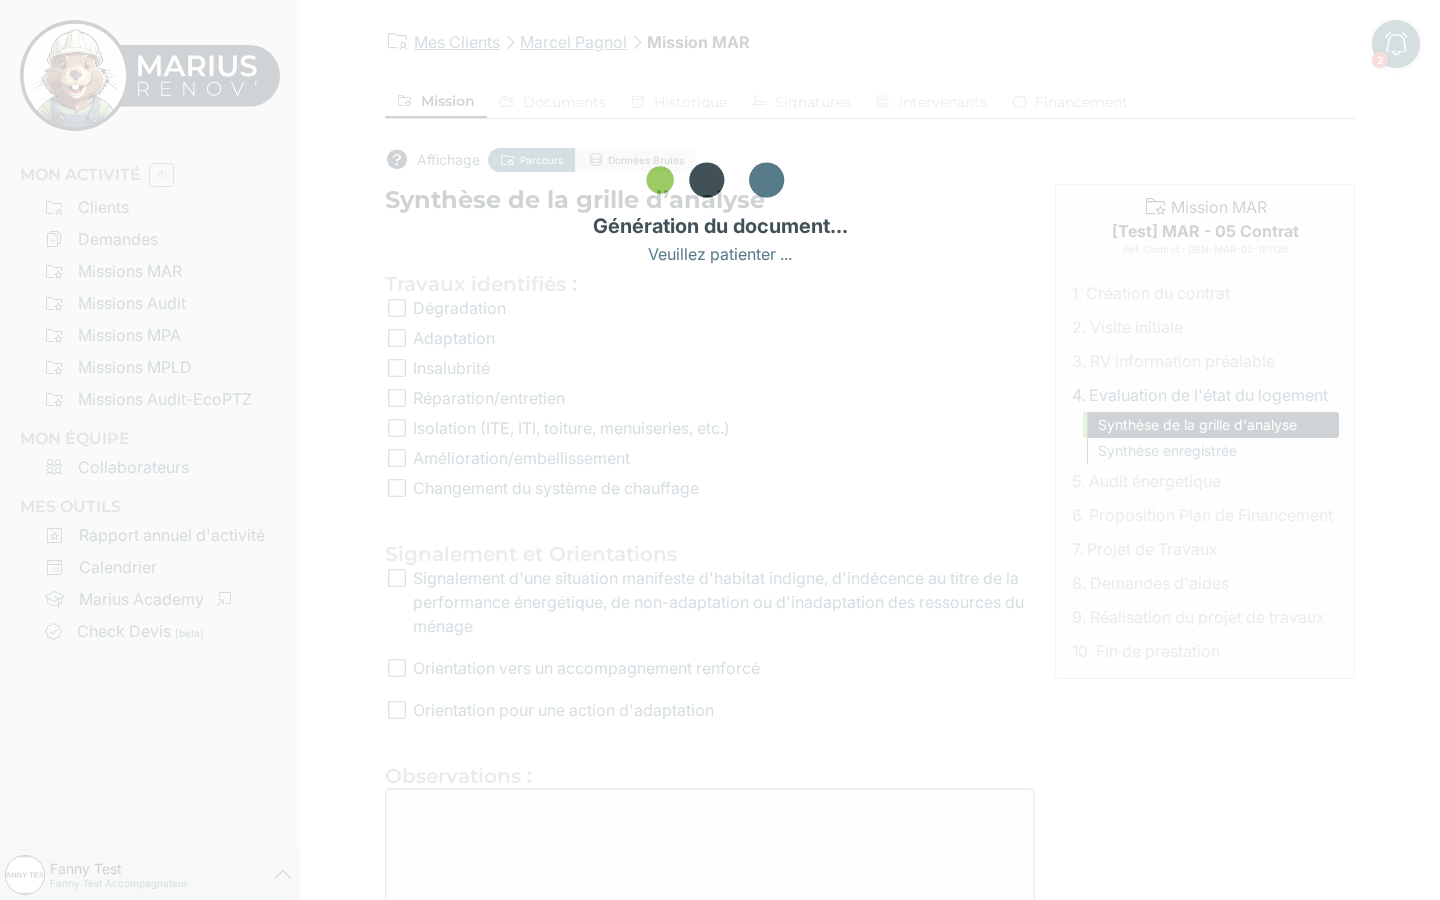 MARIUS
RENOV'
MON ACTIVITÉ
Clients
Demandes
Missions MAR
Missions Audit
Missions MPA
Missions MPLD
Missions Audit-EcoPTZ
MON ÉQUIPE
Collaborateurs
MES OUTILS
Rapport annuel d'activité
Calendrier
Marius Academy
Check Devis [beta]
ANNY TES
Fanny Test
Fanny Test Accompagnateur
Mes Clients > Marcel Pagnol > Mission MAR
2
Mission Documents Historique Signatures Intervenants Financement
Affichage Parcours Données Brutes
Synthèse de la grille d'analyse
Génération du document...
Veuillez patienter ...
Travaux identifiés :
Dégradation
Adaptation
Insalubrité
Réparation/entretien
Isolation (ITE, ITI, toiture, menuiseries, etc.)
Amélioration/embellissement
Changement du système de chauffage
Signalement et Orientations
Signalement d'une situation manifeste d'habitat indigne, d'indécence au titre de la
performance énergétique, de non-adaptation ou d'inadaptation des ressources du
ménage
Orientation vers un accompagnement renforcé
Orientation pour une action d'adaptation
Observations :
Mission MAR
[Test] MAR - 05 Contrat
Ref. Contrat : GEN-MAR-05-181126
1. Création du contrat
2. Visite initiale
3. RV information préalable
4. Evaluation de l'état du logement
Synthèse de la grille d'analyse
Synthèse enregistrée
5. Audit énergétique
6. Proposition Plan de Financement
7. Projet de Travaux
8. Demandes d'aides
9. Réalisation du projet de travaux
10. Fin de prestation